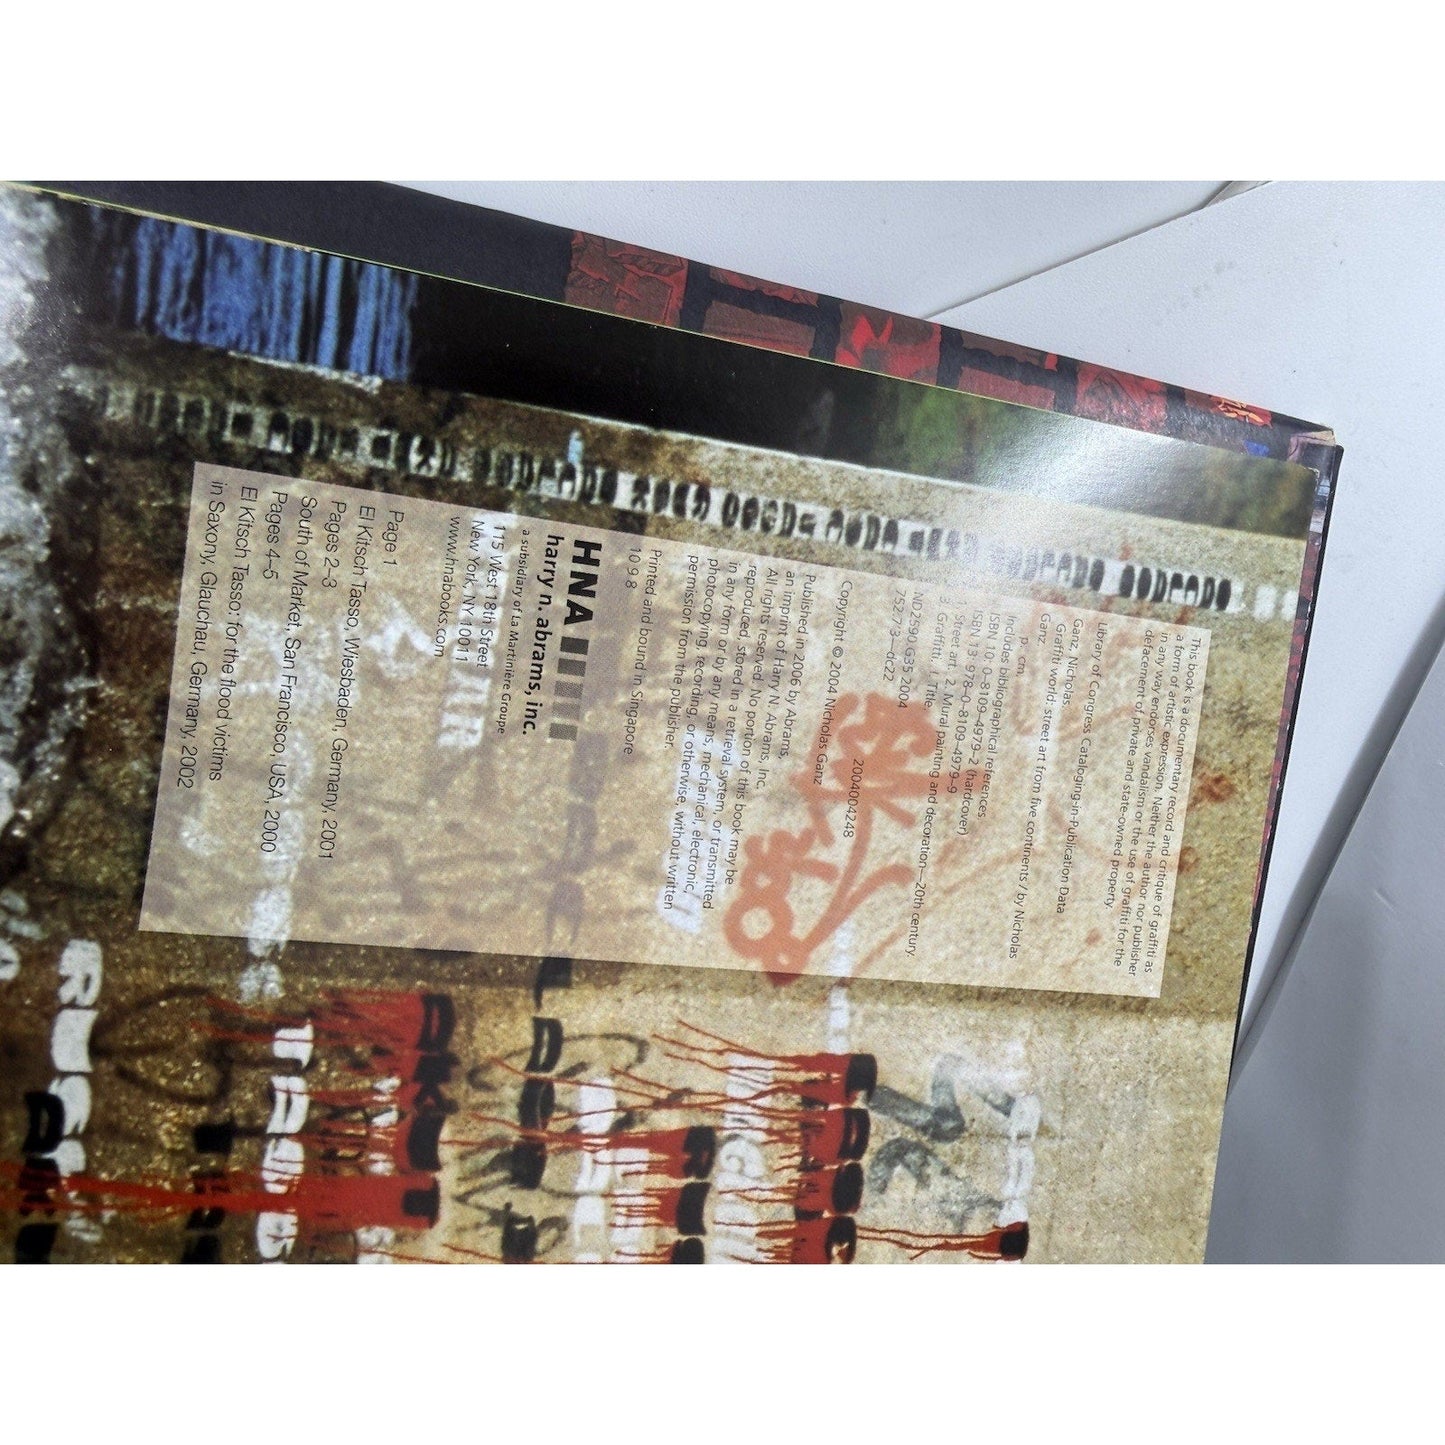 This book is a documentary record and critique of graffiti as
a form of artistic expression. Neither the author nor publisher
in any way endorses vandalism or the use of graffiti for the
defacement of private and state-owned property.
Library of Congress Cataloging-in-Publication Data
Ganz, Nicholas.
Graffiti world: street art from five continents / by Nicholas
Ganz.
p. cm.
Includes bibliographical references.
ISBN 10: 0-8109-4979-2 (hardcover)
ISBN 13: 978-0-8109-4979-9
Street art. 2. Mural painting and decoration—20th century.
3. Graffiti. I. Title.
ND2590.G35 2004
752.7'3—dc22
2004004248
Copyright © 2004 Nicholas Ganz
Published in 2006 by Abrams,
an imprint of Harry N. Abrams, Inc.
All rights reserved. No portion of this book may be
reproduced, stored in a retrieval system, or transmitted
in any form or by any means, mechanical, electronic,
photocopying, recording, or otherwise, without written
permission from the publisher.
Printed and bound in Singapore
10 9 8
HNA
harry n. abrams, inc.
a subsidiary of La Martinière Groupe
115 West 18th Street
New York, NY 10011
www.hnabooks.com
Page 1
El Kitsch Tasso, Wiesbaden, Germany, 2001
Pages 2–3
South of Market, San Francisco, USA, 2000
Pages 4–5
El Kitsch Tasso: for the flood victims
in Saxony, Glauchau, Germany, 2002